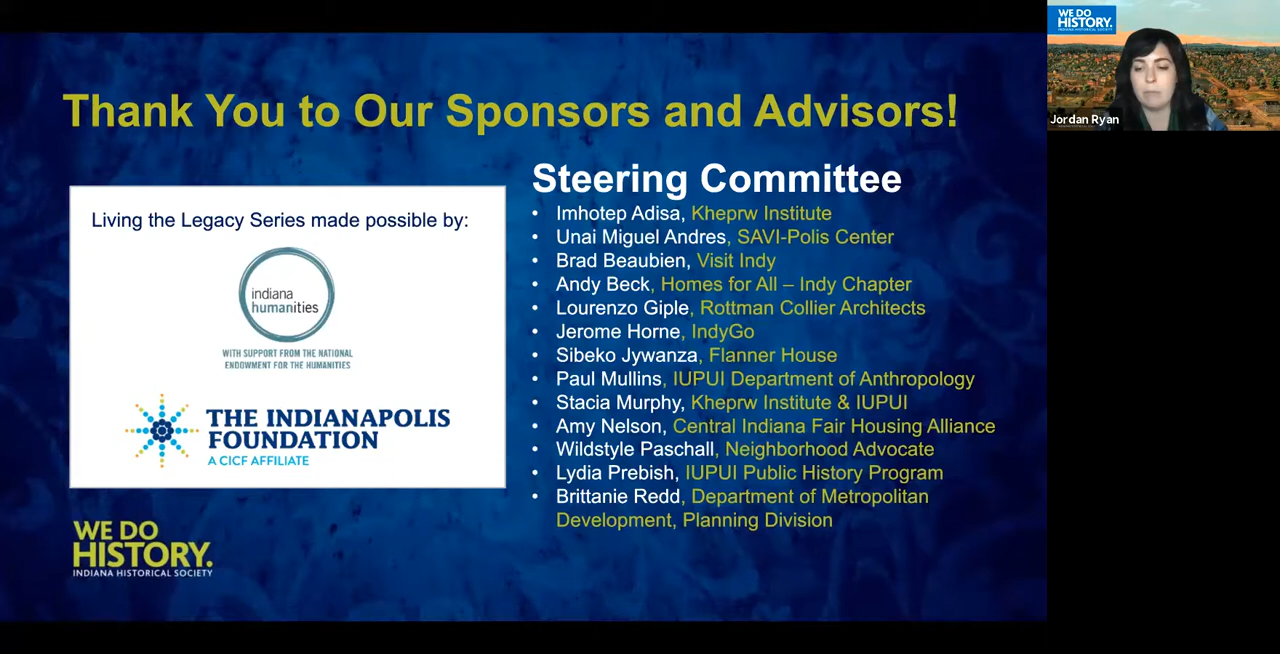 Thank You to Our Sponsors and Advisors!
Living the Legacy Series made possible by:
indiana
humanities
WITH SUPPORT FROM THE NATIONAL
ENDOWMENT FOR THE HUMANITIES
THE INDIANAPOLIS
FOUNDATION
A CICF AFFILIATE
WE DO
HISTORY.
INDIANA HISTORICAL SOCIETY
Steering Committee
• Imhotep Adisa, Kheprw Institute
• Unai Miguel Andres, SAVI-Polis Center
• Brad Beaubien, Visit Indy
• Andy Beck, Homes for All – Indy Chapter
• Lourenzo Giple, Rottman Collier Architects
• Jerome Horne, IndyGo
• Sibeko Jywanza, Flanner House
• Paul Mullins, IUPUI Department of Anthropology
• Stacia Murphy, Kheprw Institute & IUPUI
• Amy Nelson, Central Indiana Fair Housing Alliance
• Wildstyle Paschall, Neighborhood Advocate
• Lydia Prebish, IUPUI Public History Program
• Brittanie Redd, Department of Metropolitan
Development, Planning Division
WE DO
HISTORY.
INDIANA HISTORICAL SOCIETY
Jordan Ryan